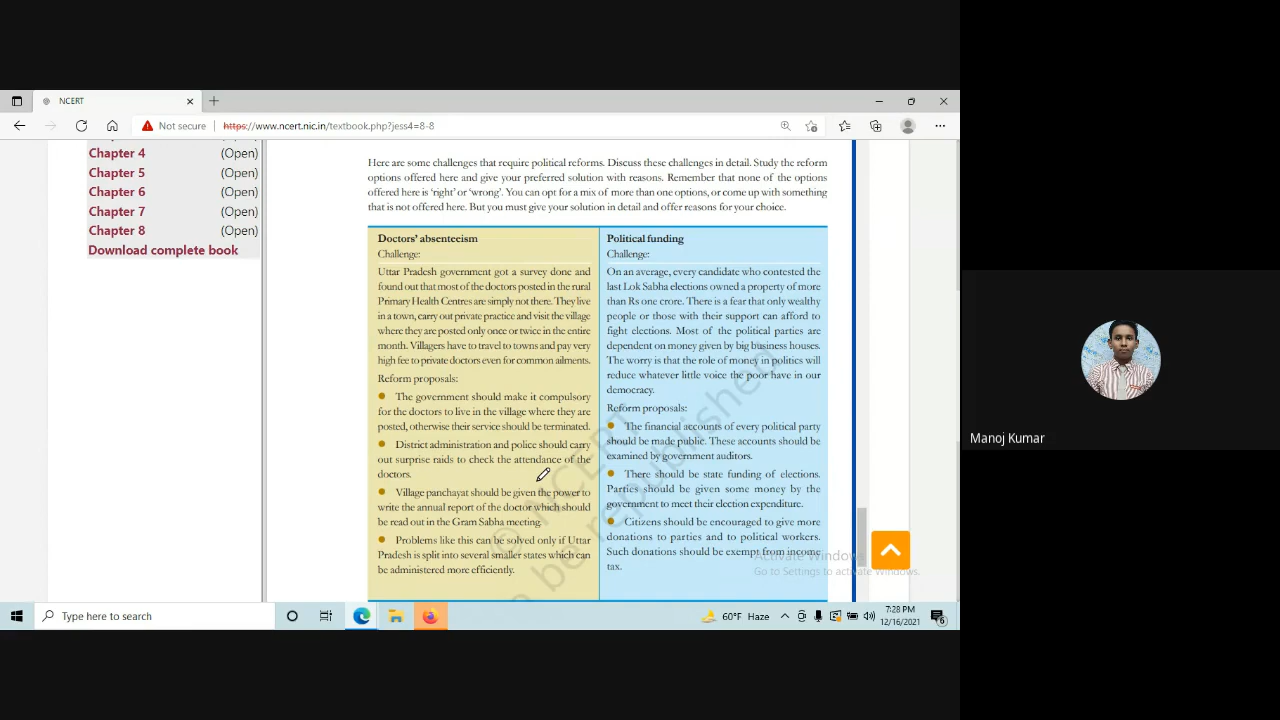 NCERT
Not secure
https://www.ncert.nic.in/textbook.php?jess4=8-8
Chapter 4 (Open)
Chapter 5 (Open)
Chapter 6 (Open)
Chapter 7 (Open)
Chapter 8 (Open)
Download complete book
Here are some challenges that require political reforms. Discuss these challenges in detail. Study the reform
options offered here and give your preferred solution with reasons. Remember that none of the options
offered here is 'right' or 'wrong'. You can opt for a mix of more than one options, or come up with something
that is not offered here. But you must give your solution in detail and offer reasons for your choice.
Doctors' absenteeism
Challenge:
Uttar Pradesh government got a survey done and
found out that most of the doctors posted in the rural
Primary Health Centres are simply not there. They live
in a town, carry out private practice and visit the village
where they are posted only once or twice in the entire
month. Villagers have to travel to towns and pay very
high fee to private doctors even for common ailments.
Reform proposals:
● The government should make it compulsory
for the doctors to live in the village where they are
posted, otherwise their service should be terminated.
● District administration and police should carry
out surprise raids to check the attendance of the
doctors.
● Village panchayat should be given the power to
write the annual report of the doctor which should
be read out in the Gram Sabha meeting.
● Problems like this can be solved only if Uttar
Pradesh is split into several smaller states which can
be administered more efficiently.
Political funding
Challenge:
On an average, every candidate who contested the
last Lok Sabha elections owned a property of more
than Rs one crore. There is a fear that only wealthy
people or those with their support can afford to
fight elections. Most of the political parties are
dependent on money given by big business houses.
The worry is that the role of money in politics will
reduce whatever little voice the poor have in our
democracy.
Reform proposals:
● The financial accounts of every political party
should be made public. These accounts should be
examined by government auditors.
● There should be state funding of elections.
Parties should be given some money by the
government to meet their election expenditure.
● Citizens should be encouraged to give more
donations to parties and to political workers.
Such donations should be exempt from income
tax.
© NCERT
be republished
Activate Windows
Go to Settings to activate Windows.
Manoj Kumar
Type here to search
60°F Haze
7:28 PM
12/16/2021
6